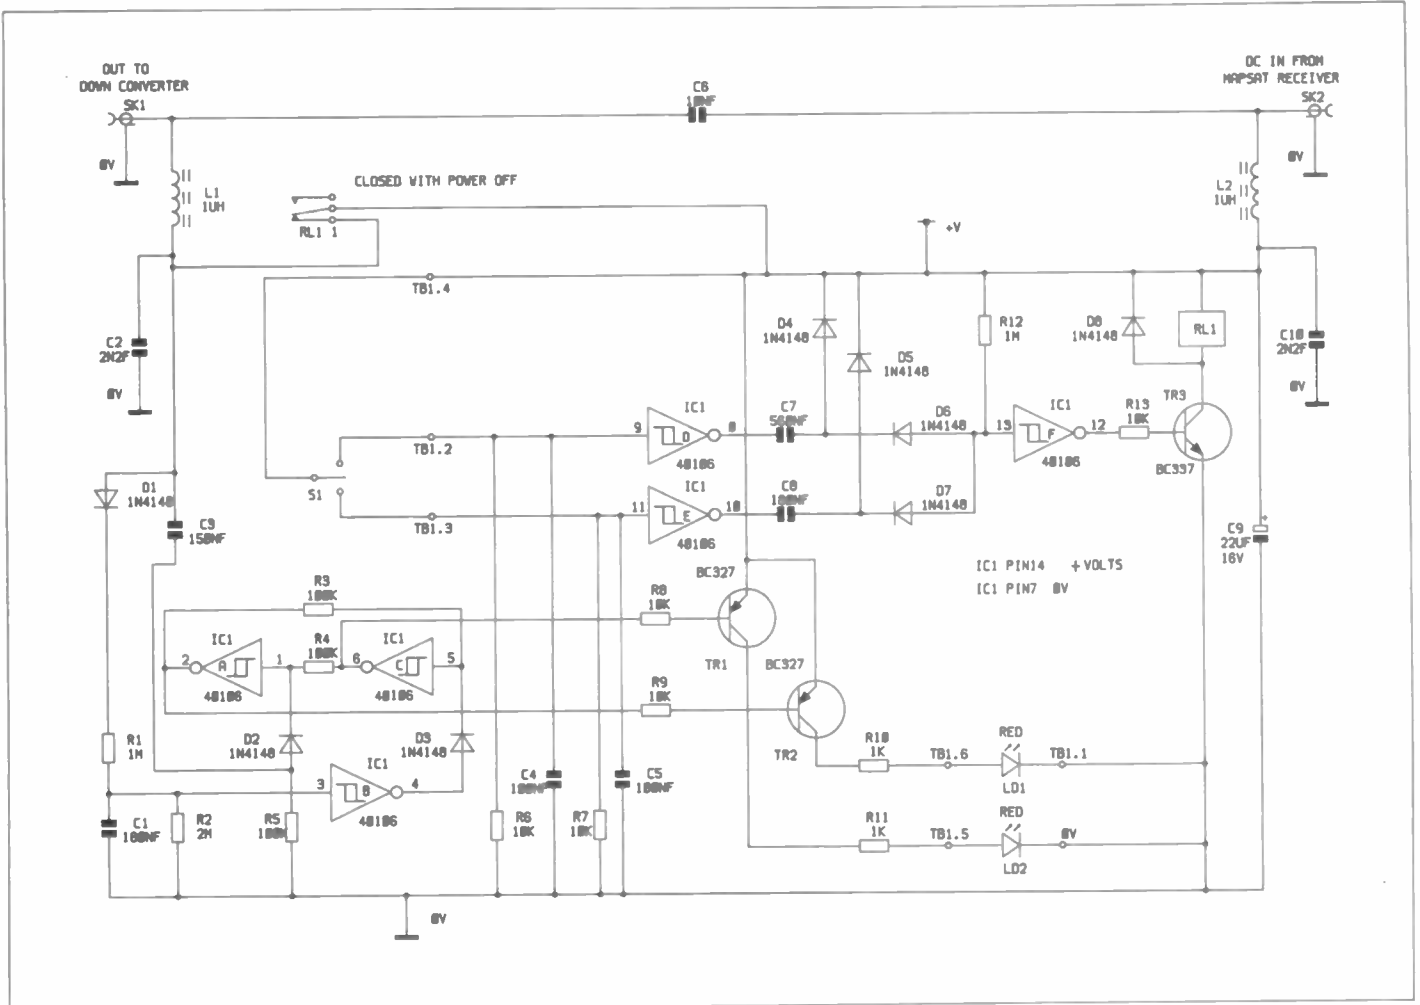 OUT TO
DOWN CONVERTER
SK1
0V
C6
10NF
DC IN FROM
MAPSAT RECEIVER
SK2
0V
L1
1UH
CLOSED WITH POWER OFF
RL1 1
L2
1UH
+V
TB1.4
C2
2N2F
0V
D4
1N4148
D5
1N4148
R12
1M
D8
1N4148
RL1
C10
2N2F
0V
TB1.2
S1
TB1.3
9
IC1
D
8
40106
C7
500NF
D6
1N4148
13
IC1
F
12
40106
R13
10K
TR3
BC337
11
IC1
E
10
40106
C8
100NF
D7
1N4148
D1
1N4148
C3
150NF
C9
+
22UF
16V
IC1 PIN14 +VOLTS
IC1 PIN7 0V
R3
100K
2
IC1
A
1
40106
R4
100K
6
IC1
C
5
40106
R8
10K
BC327
TR1
R9
10K
BC327
TR2
R1
1M
D2
1N4148
D3
1N4148
3
IC1
B
4
40106
C1
100NF
R2
2M
R5
100K
R6
10K
C4
100NF
R7
10K
C5
100NF
R10
1K
TB1.6
RED
LD1
TB1.1
R11
1K
TB1.5
RED
LD2
0V
0V